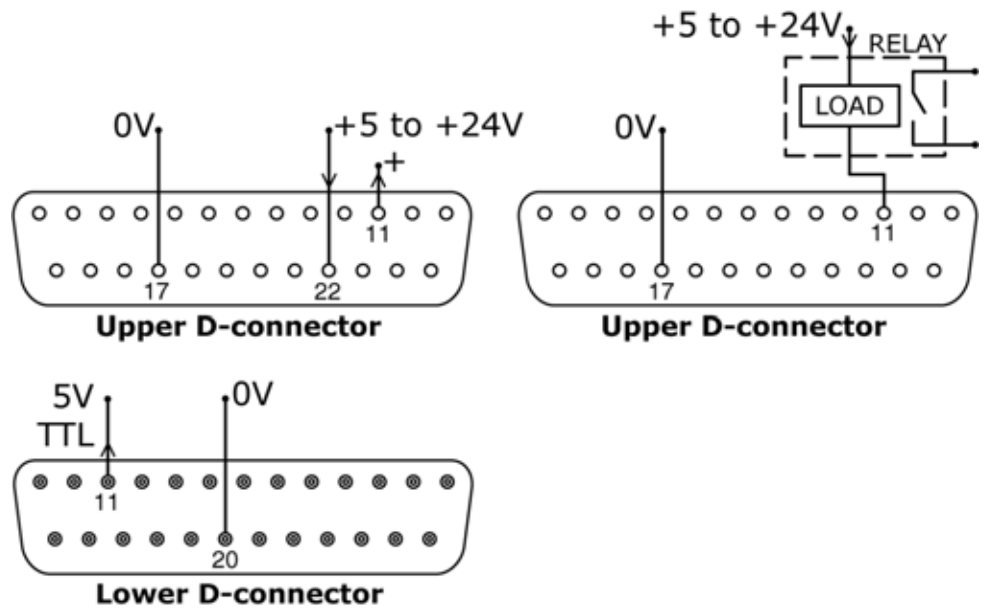 0V
+5 to +24V
+
11
17
22
Upper D-connector
+5 to +24V
RELAY
LOAD
0V
11
17
Upper D-connector
5V
TTL
0V
11
20
Lower D-connector